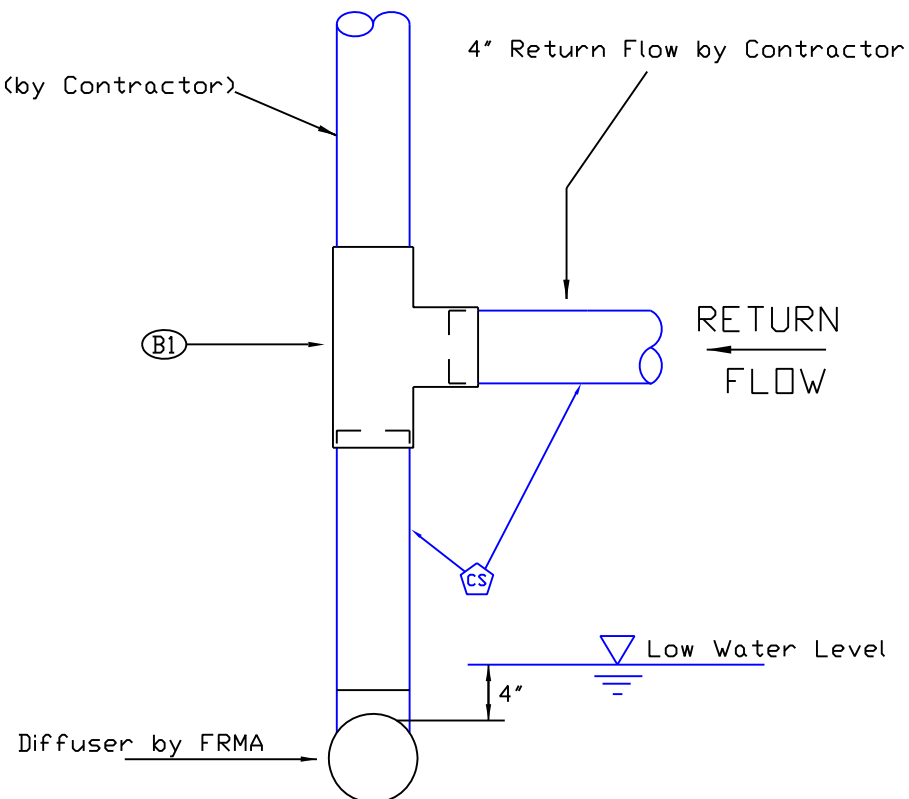 4″ Return Flow by Contractor
(by Contractor)
RETURN
FLOW
B1
CS
Low Water Level
4″
Diffuser by FRMA